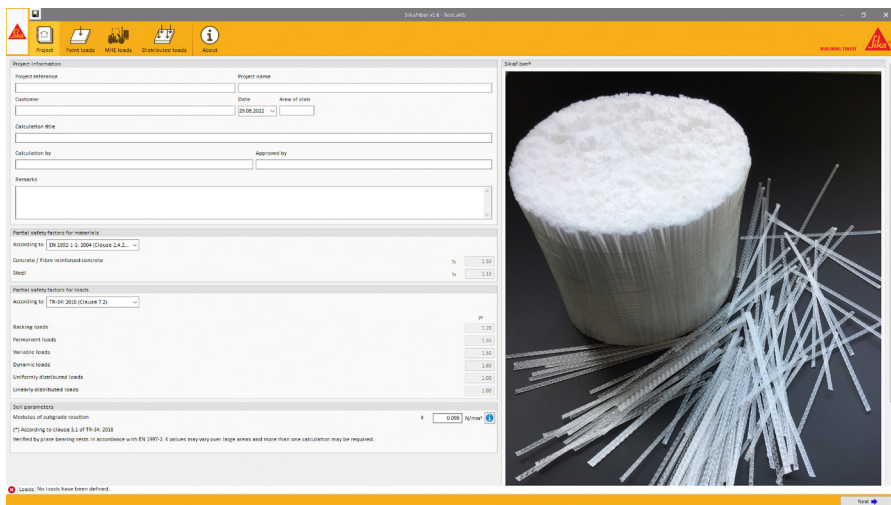 SikaFiber v1.6 - Test.skfb
Project
Point loads
MHE loads
Distributed loads
About
BUILDING TRUST
Sika
Project information
Project reference
Project name
Customer
Date
Area of slab
29.08.2022
Calculation title
Calculation by
Approved by
Remarks
Partial safety factors for materials
According to EN 1992-1-1: 2004 (Clause 2.4.2...
Concrete / Fibre reinforced concrete 1.50
Steel 1.15
Partial safety factors for loads
According to TR-34: 2016 (Clause 7.2)
Racking loads 1.20
Permanent loads 1.35
Variable loads 1.50
Dynamic loads 1.60
Uniformly distributed loads 1.00
Linearly distributed loads 1.00
Soil parameters
Modulus of subgrade reaction k 0.098 N/mm³
(*) According to clause 3.1 of TR-34: 2016
Verified by plate bearing tests in accordance with EN 1997-2. K values may vary over large areas and more than one calculation may be required.
SikaFiber®
Loads No loads have been defined.
Next